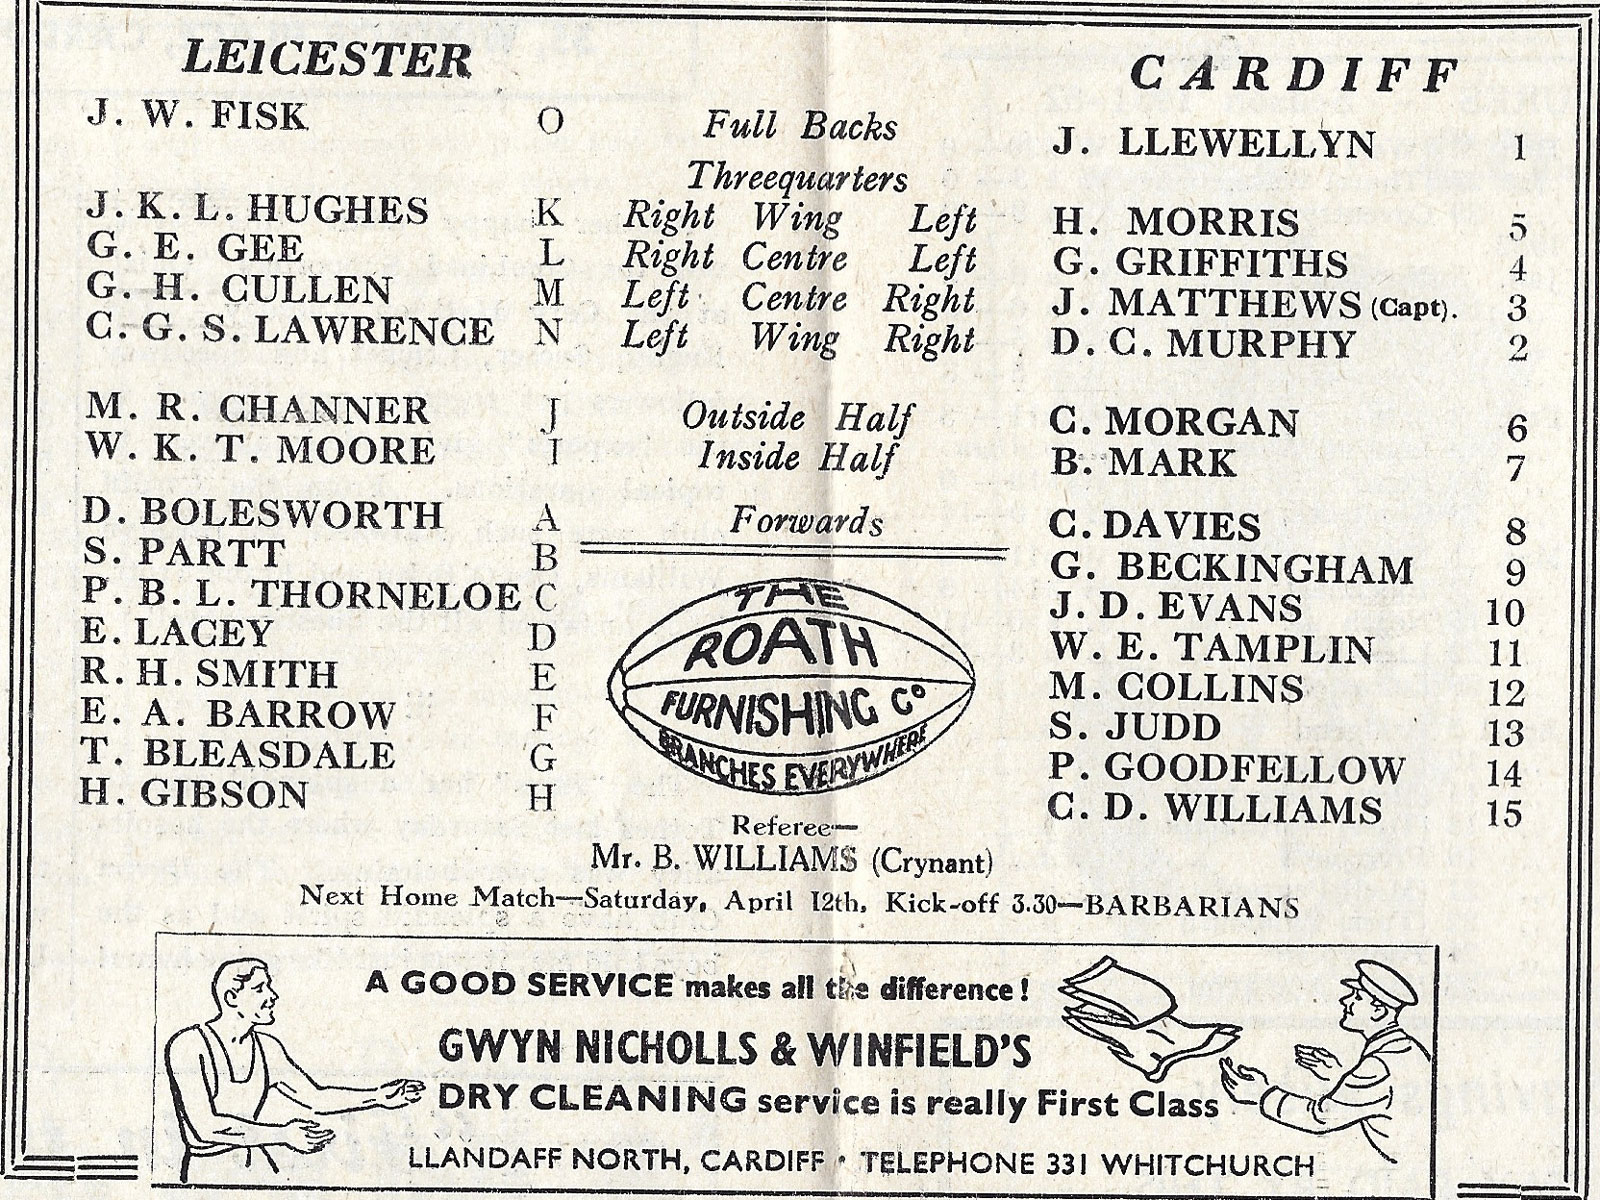 LEICESTER CARDIFF
J. W. FISK O Full Backs J. LLEWELLYN 1
Threequarters
J. K. L. HUGHES K Right Wing Left H. MORRIS 5
G. E. GEE L Right Centre Left G. GRIFFITHS 4
G. H. CULLEN M Left Centre Right J. MATTHEWS (Capt). 3
C. G. S. LAWRENCE N Left Wing Right D. C. MURPHY 2
M. R. CHANNER J Outside Half C. MORGAN 6
W. K. T. MOORE I Inside Half B. MARK 7
D. BOLESWORTH A Forwards C. DAVIES 8
S. PARTT B G. BECKINGHAM 9
P. B. L. THORNELOE C J. D. EVANS 10
E. LACEY D W. E. TAMPLIN 11
R. H. SMITH E M. COLLINS 12
E. A. BARROW F S. JUDD 13
T. BLEASDALE G P. GOODFELLOW 14
H. GIBSON H C. D. WILLIAMS 15
THE
ROATH
FURNISHING Co
BRANCHES EVERYWHERE
Referee—
Mr. B. WILLIAMS (Crynant)
Next Home Match—Saturday, April 12th, Kick-off 3.30—BARBARIANS
A GOOD SERVICE makes all the difference!
GWYN NICHOLLS & WINFIELD'S
DRY CLEANING service is really First Class
LLANDAFF NORTH, CARDIFF · TELEPHONE 331 WHITCHURCH